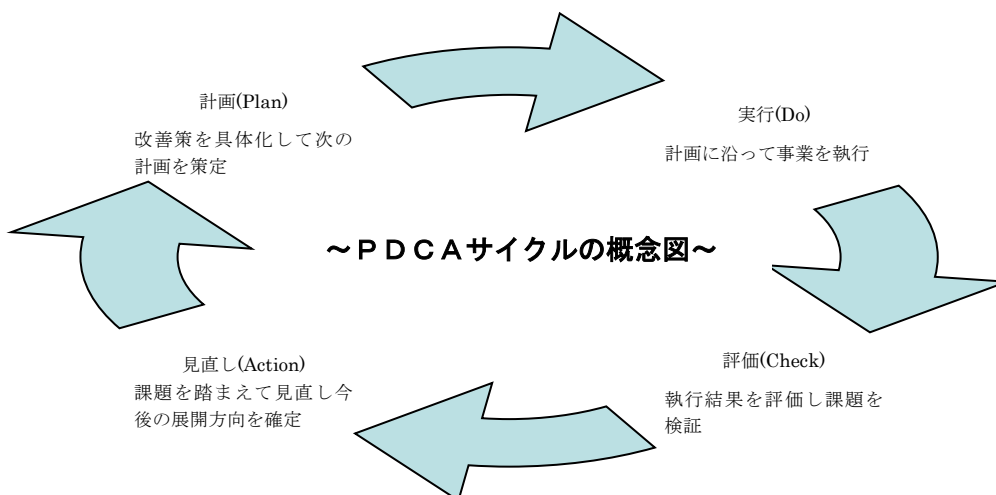 計画(Plan)
改善策を具体化して次の
計画を策定
実行(Do)
計画に沿って事業を執行
～ＰＤＣＡサイクルの概念図～
評価(Check)
執行結果を評価し課題を
検証
見直し(Action)
課題を踏まえて見直し今
後の展開方向を確定